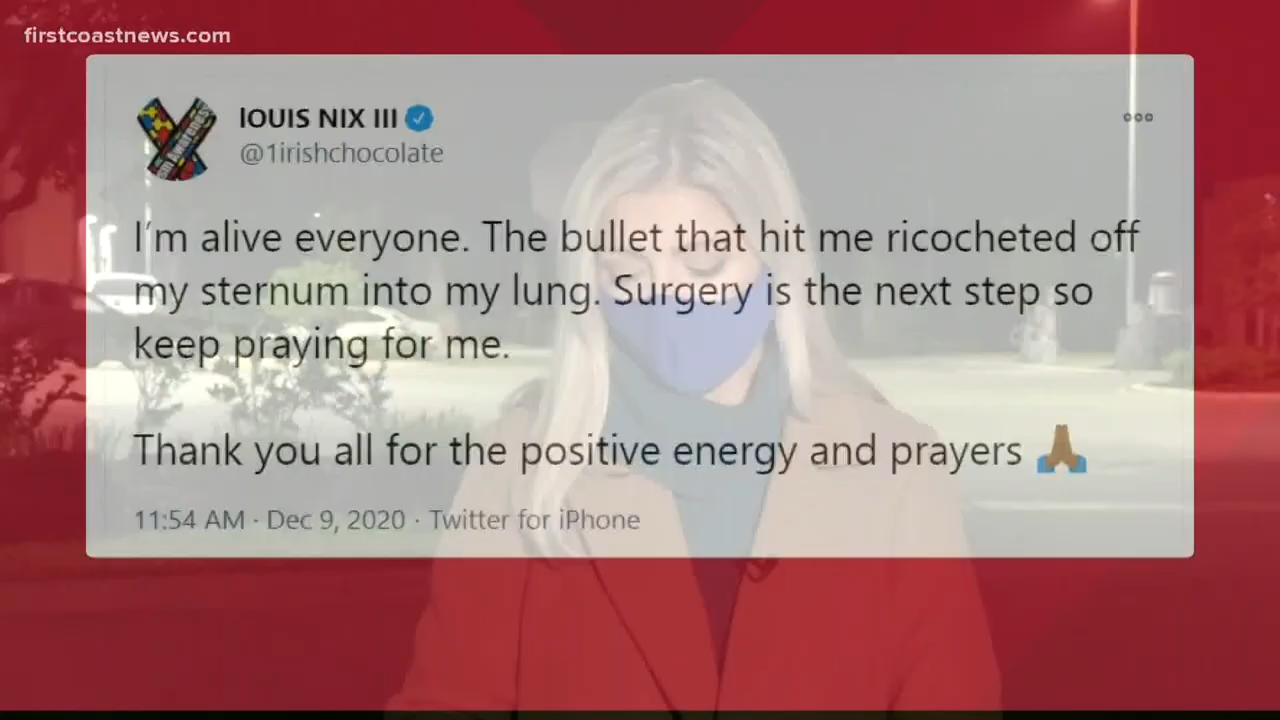 firstcoastnews.com
lOUIS NIX III
@1irishchocolate
I'm alive everyone. The bullet that hit me ricocheted off
my sternum into my lung. Surgery is the next step so
keep praying for me.
Thank you all for the positive energy and prayers 🙏🏾
11:54 AM · Dec 9, 2020 · Twitter for iPhone